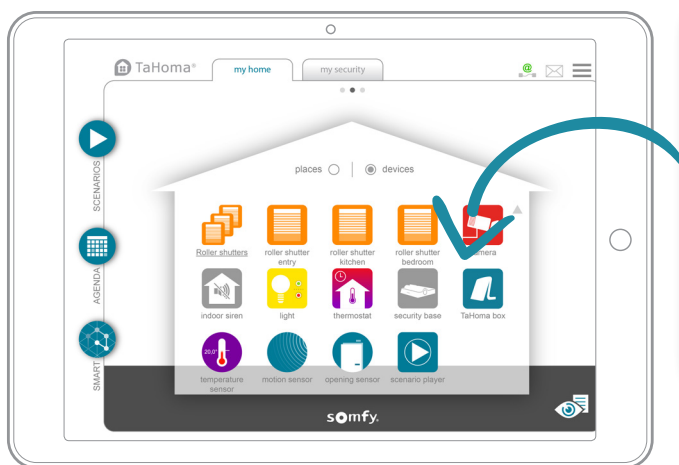 TaHoma®
my home
my security
@
places
devices
Roller shutters
roller shutter
entry
roller shutter
kitchen
roller shutter
bedroom
camera
indoor siren
light
thermostat
security base
TaHoma box
20,0°
temperature
sensor
motion sensor
opening sensor
scenario player
SCENARIOS
AGENDA
SMART
somfy.